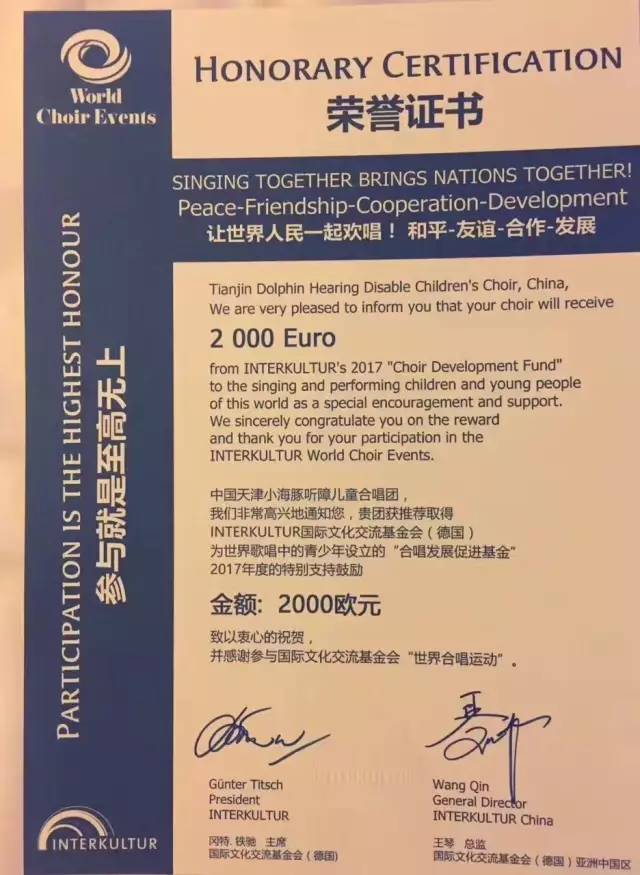 World
Choir Events
HONORARY CERTIFICATION
荣誉证书
SINGING TOGETHER BRINGS NATIONS TOGETHER!
Peace-Friendship-Cooperation-Development
让世界人民一起欢唱！和平-友谊-合作-发展
PARTICIPATION IS THE HIGHEST HONOUR
参与就是至高无上
Tianjin Dolphin Hearing Disable Children's Choir, China,
We are very pleased to inform you that your choir will receive
2 000 Euro
from INTERKULTUR's 2017 "Choir Development Fund"
to the singing and performing children and young people
of this world as a special encouragement and support.
We sincerely congratulate you on the reward
and thank you for your participation in the
INTERKULTUR World Choir Events.
中国天津小海豚听障儿童合唱团，
我们非常高兴地通知您，贵团获推荐取得
INTERKULTUR国际文化交流基金会（德国）
为世界歌唱中的青少年设立的“合唱发展促进基金”
2017年度的特别支持鼓励
金额：2000欧元
致以衷心的祝贺，
并感谢参与国际文化交流基金会“世界合唱运动”。
Günter Titsch
President
INTERKULTUR
冈特.铁驰 主席
国际文化交流基金会（德国)
Wang Qin
General Director
INTERKULTUR China
王琴 总监
国际文化交流基金会（德国）亚洲中国区
INTERKULTUR